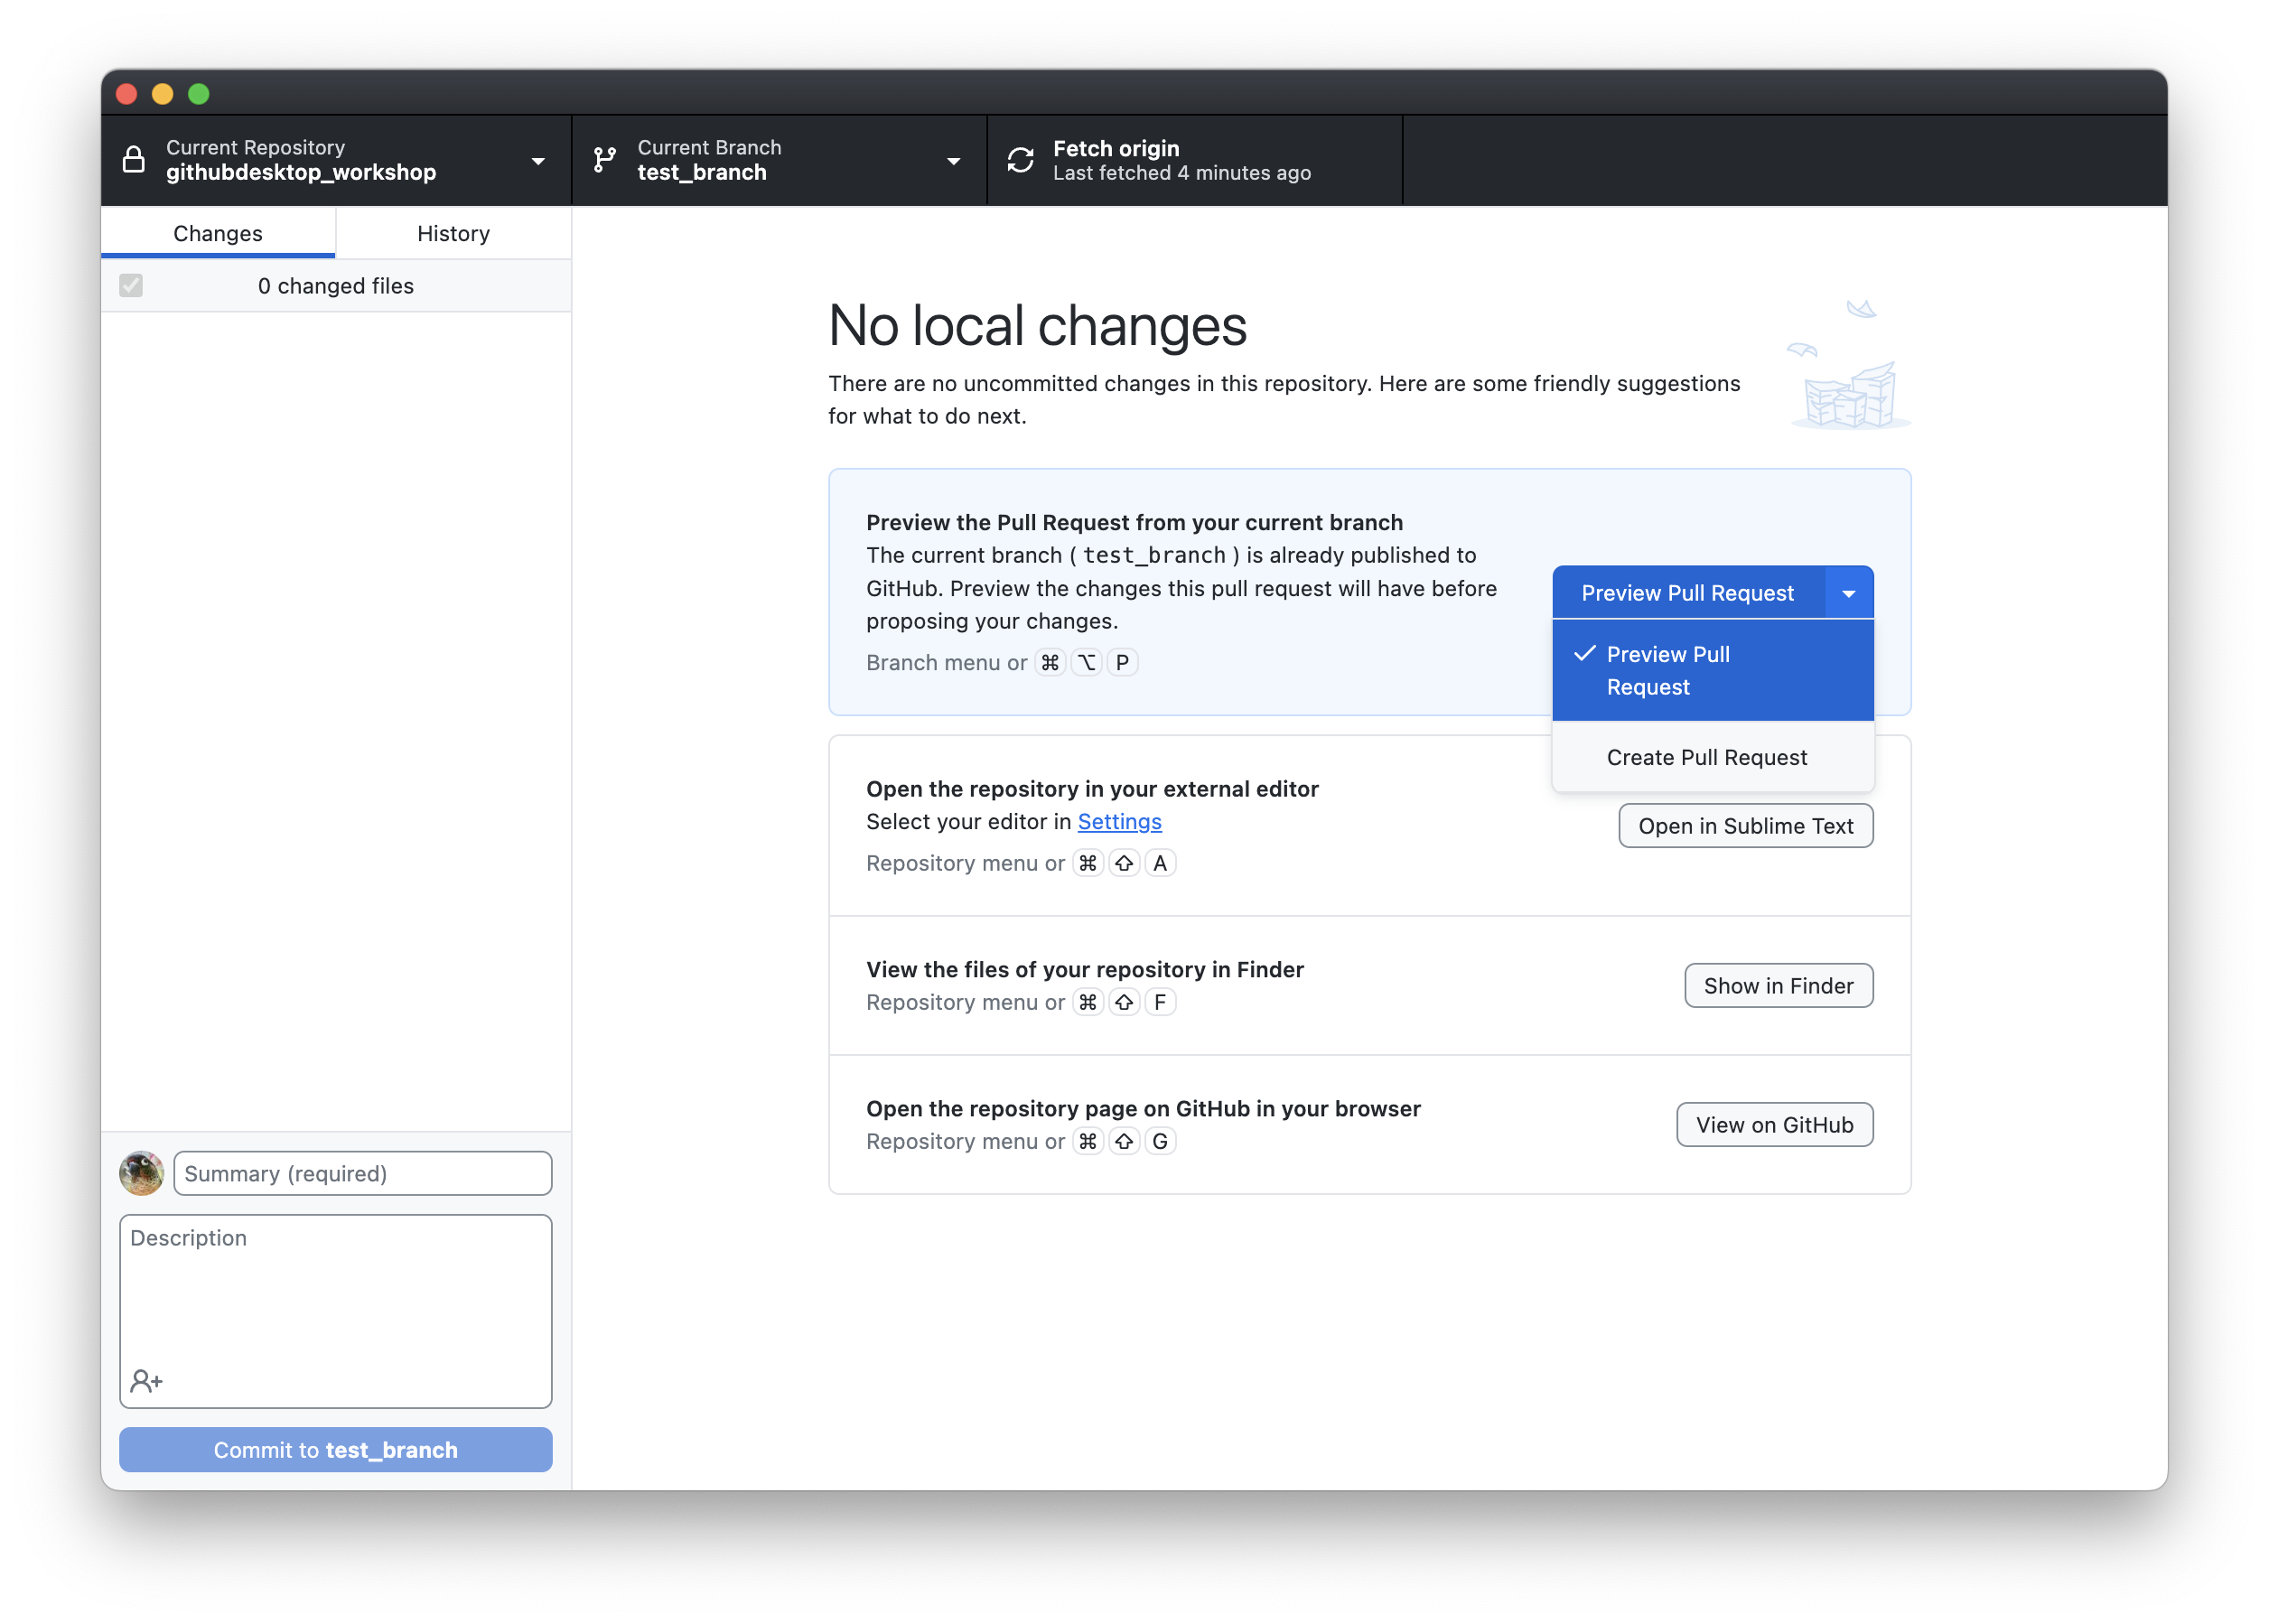 Current Repository
githubdesktop_workshop
Current Branch
test_branch
Fetch origin
Last fetched 4 minutes ago
Changes
History
0 changed files
No local changes
There are no uncommitted changes in this repository. Here are some friendly suggestions
for what to do next.
Preview the Pull Request from your current branch
The current branch ( test_branch ) is already published to
GitHub. Preview the changes this pull request will have before
proposing your changes.
Branch menu or ⌘ ⌥ P
Preview Pull Request
✓ Preview Pull
Request
Create Pull Request
Open the repository in your external editor
Select your editor in Settings
Repository menu or ⌘ ⇧ A
Open in Sublime Text
View the files of your repository in Finder
Repository menu or ⌘ ⇧ F
Show in Finder
Open the repository page on GitHub in your browser
Repository menu or ⌘ ⇧ G
View on GitHub
Summary (required)
Description
Commit to test_branch